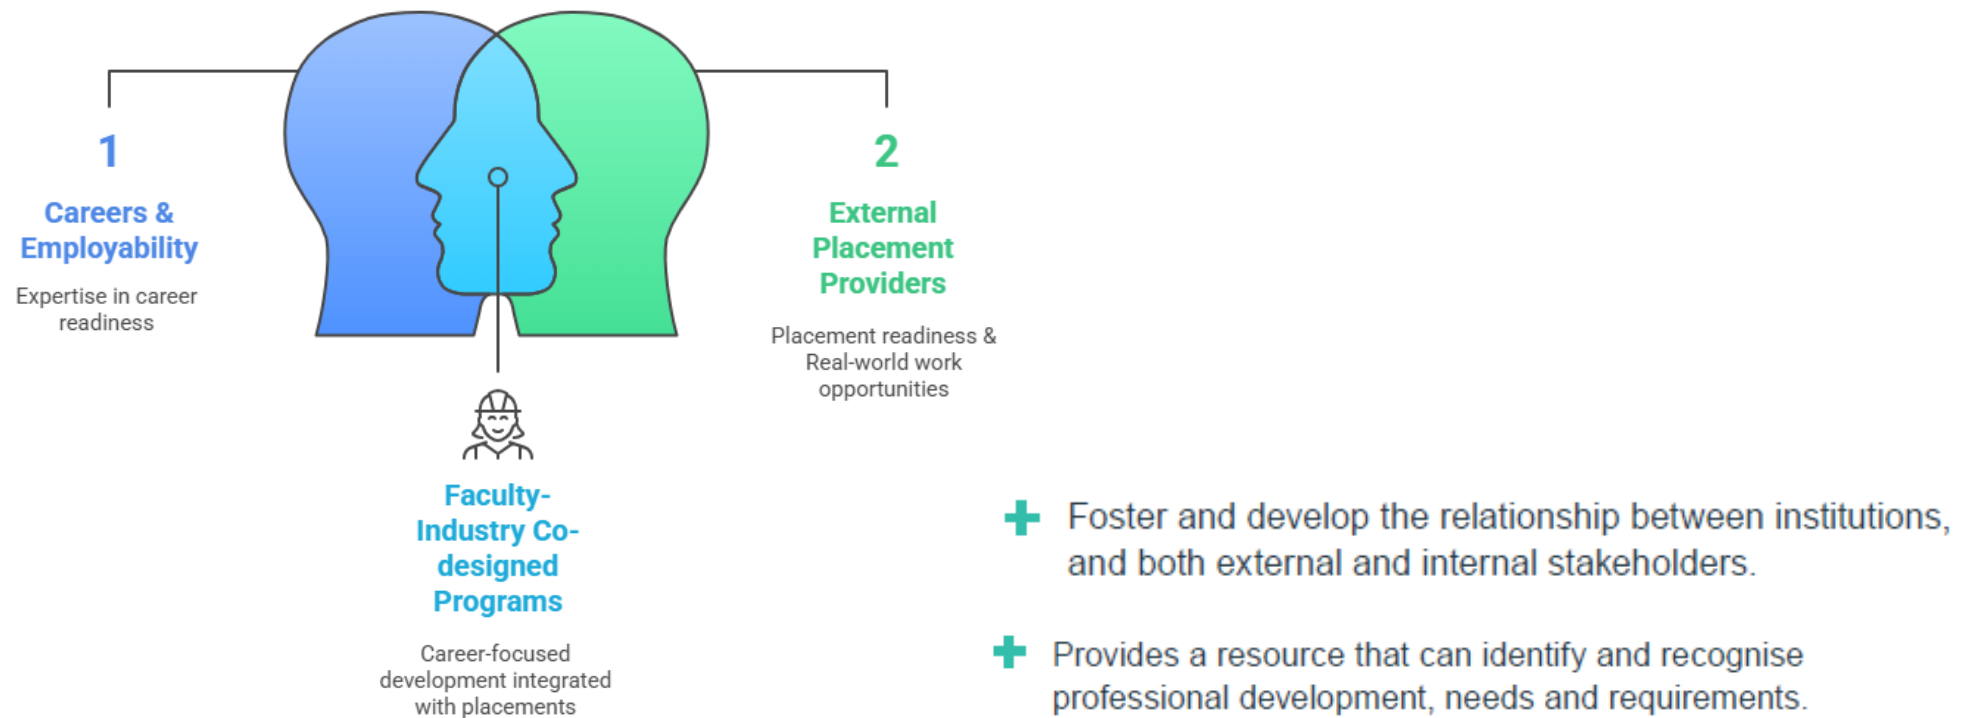 1
Careers &
Employability
Expertise in career
readiness
2
External
Placement
Providers
Placement readiness &
Real-world work
opportunities
Faculty-
Industry Co-
designed
Programs
Career-focused
development integrated
with placements
Foster and develop the relationship between institutions,
and both external and internal stakeholders.
Provides a resource that can identify and recognise
professional development, needs and requirements.